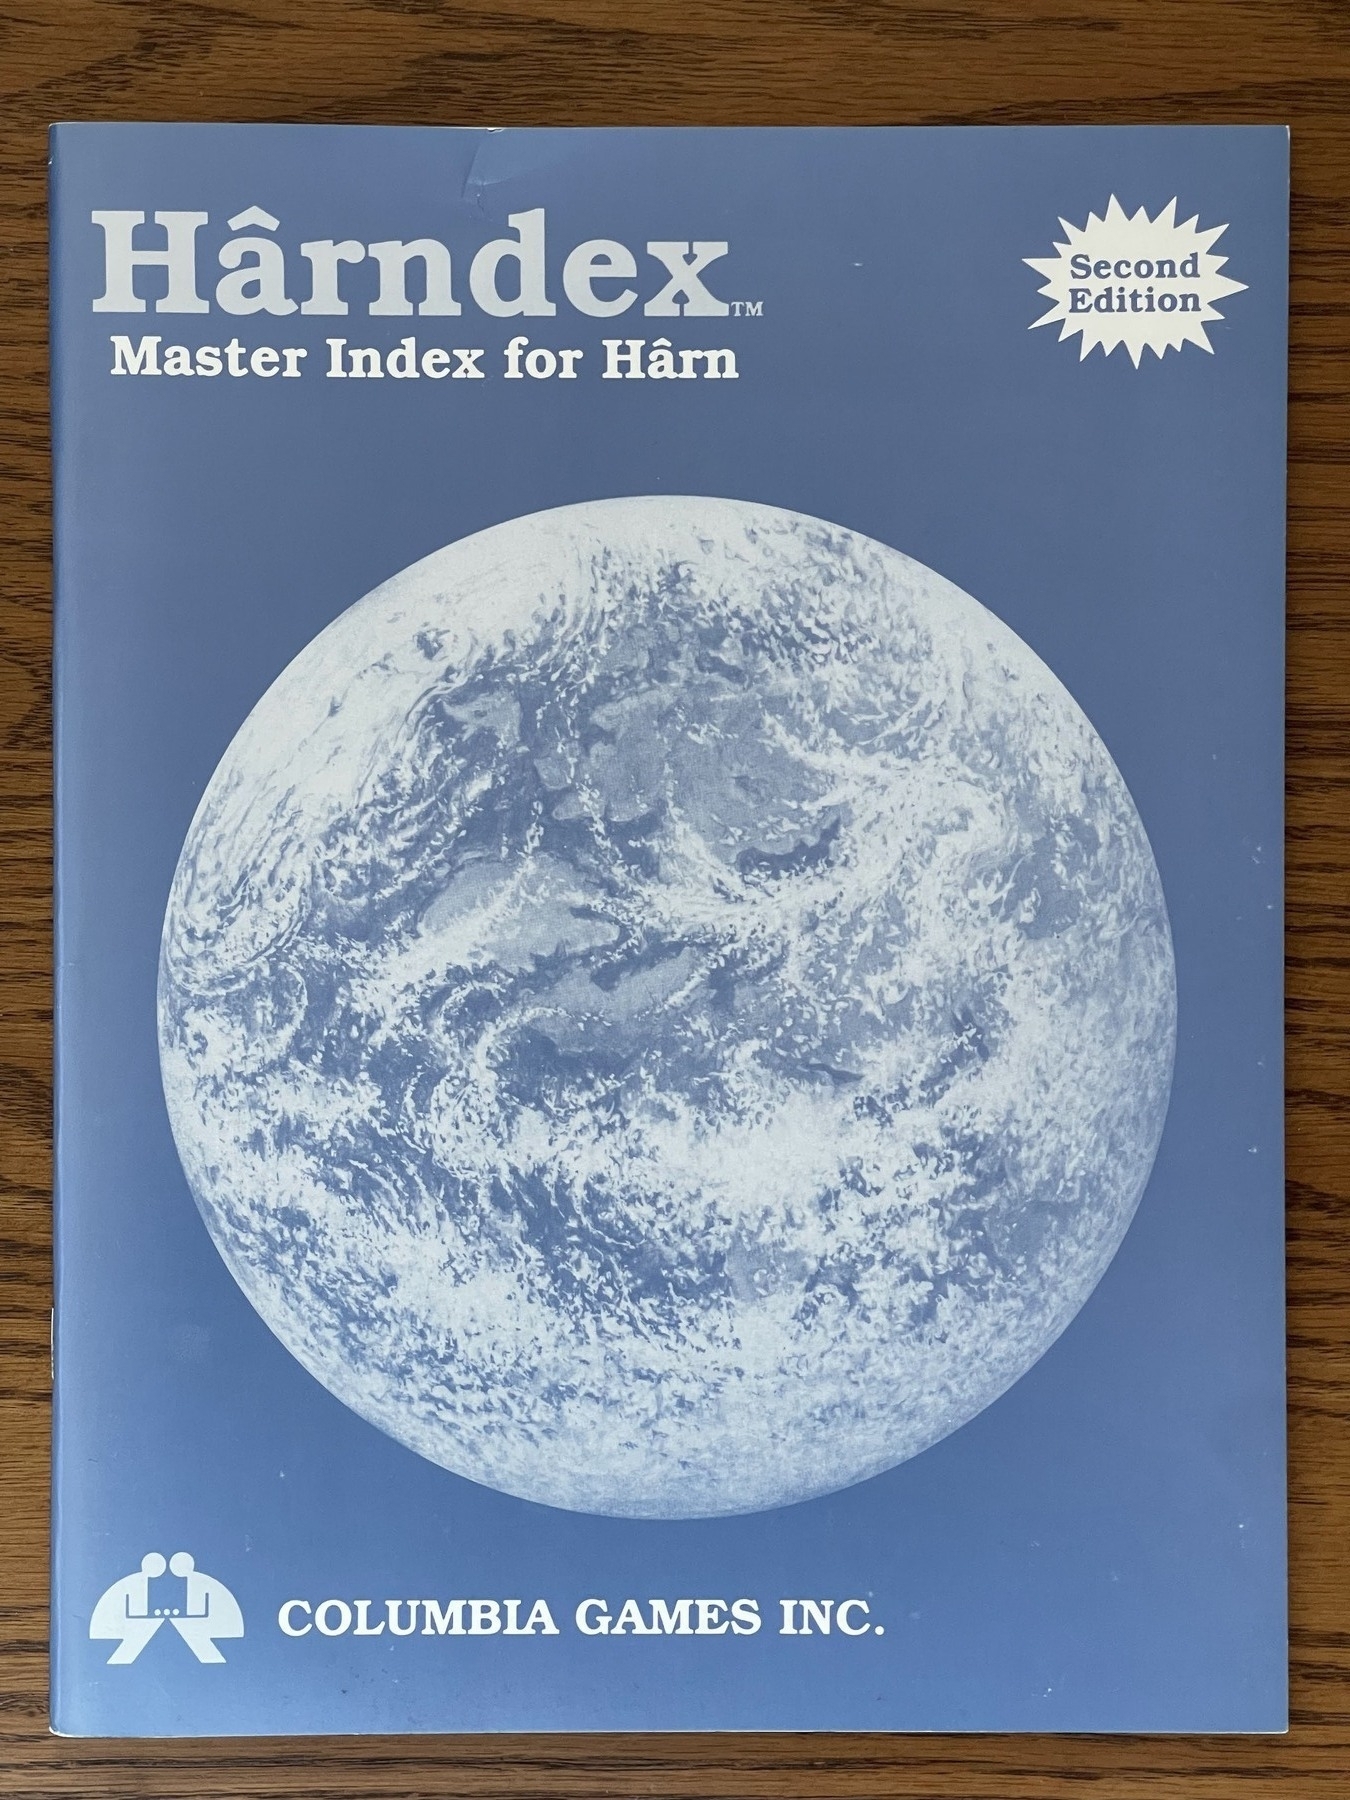 Hârndex™
Master Index for Hârn
Second
Edition
COLUMBIA GAMES INC.